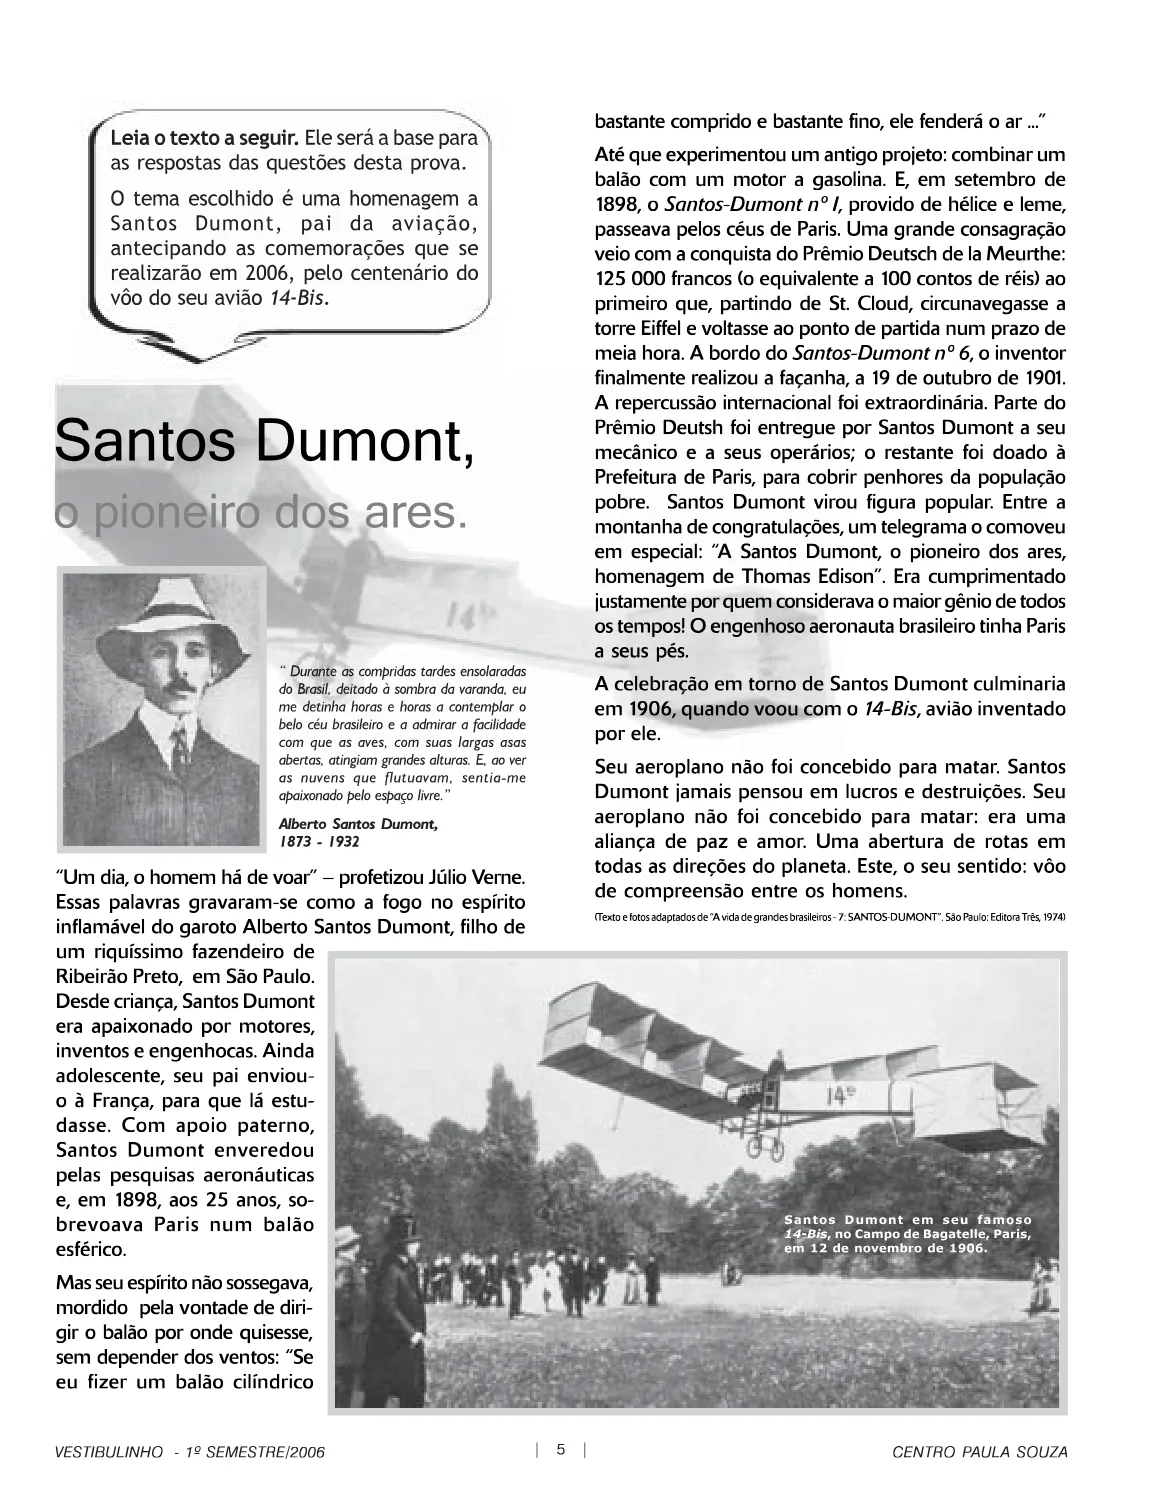 Leia o texto a seguir. Ele será a base para
as respostas das questões desta prova.
O tema escolhido é uma homenagem a
Santos Dumont, pai da aviação,
antecipando as comemorações que se
realizarão em 2006, pelo centenário do
vôo do seu avião 14-Bis.
Santos Dumont,
o pioneiro dos ares.
14bis
“ Durante as compridas tardes ensolaradas
do Brasil, deitado à sombra da varanda, eu
me detinha horas e horas a contemplar o
belo céu brasileiro e a admirar a facilidade
com que as aves, com suas largas asas
abertas, atingiam grandes alturas. E, ao ver
as nuvens que flutuavam, sentia-me
apaixonado pelo espaço livre.”
Alberto Santos Dumont,
1873 - 1932
“Um dia, o homem há de voar” – profetizou Júlio Verne.
Essas palavras gravaram-se como a fogo no espírito
inflamável do garoto Alberto Santos Dumont, filho de
um riquíssimo fazendeiro de
Ribeirão Preto, em São Paulo.
Desde criança, Santos Dumont
era apaixonado por motores,
inventos e engenhocas. Ainda
adolescente, seu pai enviou-
o à França, para que lá estu-
dasse. Com apoio paterno,
Santos Dumont enveredou
pelas pesquisas aeronáuticas
e, em 1898, aos 25 anos, so-
brevoava Paris num balão
esférico.
Mas seu espírito não sossegava,
mordido pela vontade de diri-
gir o balão por onde quisesse,
sem depender dos ventos: “Se
eu fizer um balão cilíndrico
bastante comprido e bastante fino, ele fenderá o ar ...”
Até que experimentou um antigo projeto: combinar um
balão com um motor a gasolina. E, em setembro de
1898, o Santos-Dumont nº I, provido de hélice e leme,
passeava pelos céus de Paris. Uma grande consagração
veio com a conquista do Prêmio Deutsch de la Meurthe:
125 000 francos (o equivalente a 100 contos de réis) ao
primeiro que, partindo de St. Cloud, circunavegasse a
torre Eiffel e voltasse ao ponto de partida num prazo de
meia hora. A bordo do Santos-Dumont nº 6, o inventor
finalmente realizou a façanha, a 19 de outubro de 1901.
A repercussão internacional foi extraordinária. Parte do
Prêmio Deutsh foi entregue por Santos Dumont a seu
mecânico e a seus operários; o restante foi doado à
Prefeitura de Paris, para cobrir penhores da população
pobre. Santos Dumont virou figura popular. Entre a
montanha de congratulações, um telegrama o comoveu
em especial: “A Santos Dumont, o pioneiro dos ares,
homenagem de Thomas Edison”. Era cumprimentado
justamente por quem considerava o maior gênio de todos
os tempos! O engenhoso aeronauta brasileiro tinha Paris
a seus pés.
A celebração em torno de Santos Dumont culminaria
em 1906, quando voou com o 14-Bis, avião inventado
por ele.
Seu aeroplano não foi concebido para matar. Santos
Dumont jamais pensou em lucros e destruições. Seu
aeroplano não foi concebido para matar: era uma
aliança de paz e amor. Uma abertura de rotas em
todas as direções do planeta. Este, o seu sentido: vôo
de compreensão entre os homens.
(Texto e fotos adaptados de “A vida de grandes brasileiros - 7: SANTOS-DUMONT”. São Paulo: Editora Três, 1974)
14bis
Santos Dumont em seu famoso
14-Bis, no Campo de Bagatelle, Paris,
em 12 de novembro de 1906.
VESTIBULINHO - 1º SEMESTRE/2006
| 5 |
CENTRO PAULA SOUZA